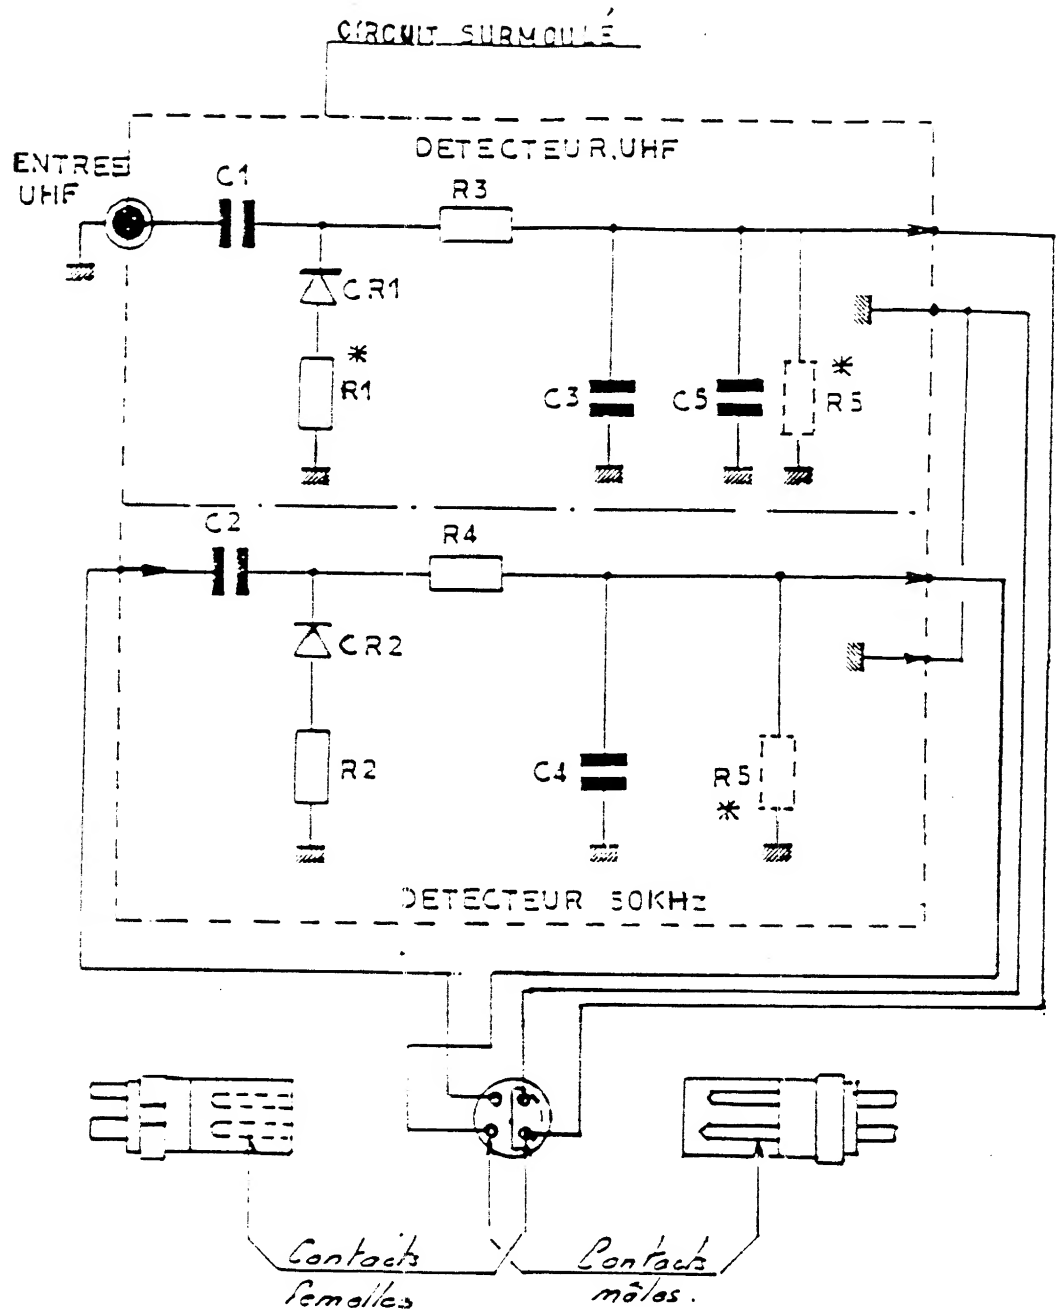 CIRCUIT SURMOULÉ
DETECTEUR UHF
ENTRES
UHF
C1
R3
CR1
*
R1
C3
C5
*
R5
C2
R4
CR2
R2
C4
R5
*
DETECTEUR 50KHz
Contacts
femelles
Contacts
mâles.